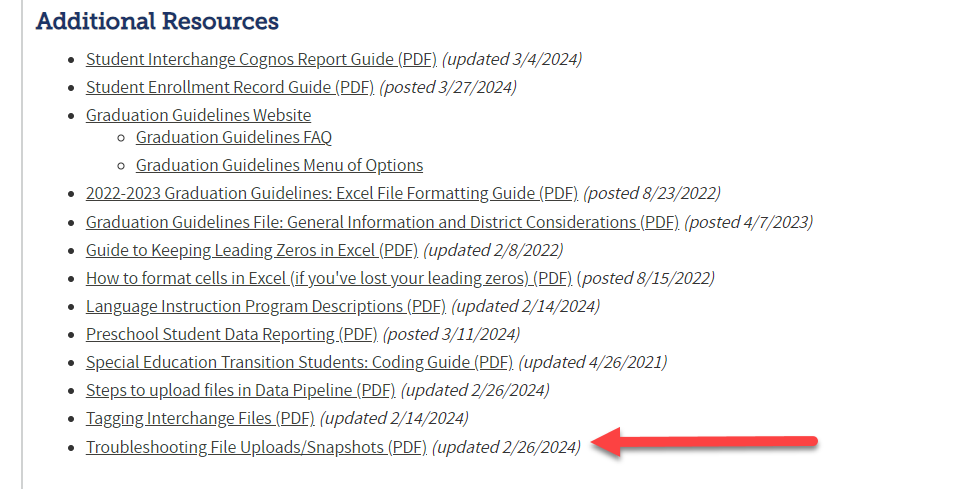 Additional Resources
Student Interchange Cognos Report Guide (PDF) (updated 3/4/2024)
Student Enrollment Record Guide (PDF) (posted 3/27/2024)
Graduation Guidelines Website
Graduation Guidelines FAQ
Graduation Guidelines Menu of Options
2022-2023 Graduation Guidelines: Excel File Formatting Guide (PDF) (posted 8/23/2022)
Graduation Guidelines File: General Information and District Considerations (PDF) (posted 4/7/2023)
Guide to Keeping Leading Zeros in Excel (PDF) (updated 2/8/2022)
How to format cells in Excel (if you've lost your leading zeros) (PDF) (posted 8/15/2022)
Language Instruction Program Descriptions (PDF) (updated 2/14/2024)
Preschool Student Data Reporting (PDF) (posted 3/11/2024)
Special Education Transition Students: Coding Guide (PDF) (updated 4/26/2021)
Steps to upload files in Data Pipeline (PDF) (updated 2/26/2024)
Tagging Interchange Files (PDF) (updated 2/14/2024)
Troubleshooting File Uploads/Snapshots (PDF) (updated 2/26/2024)